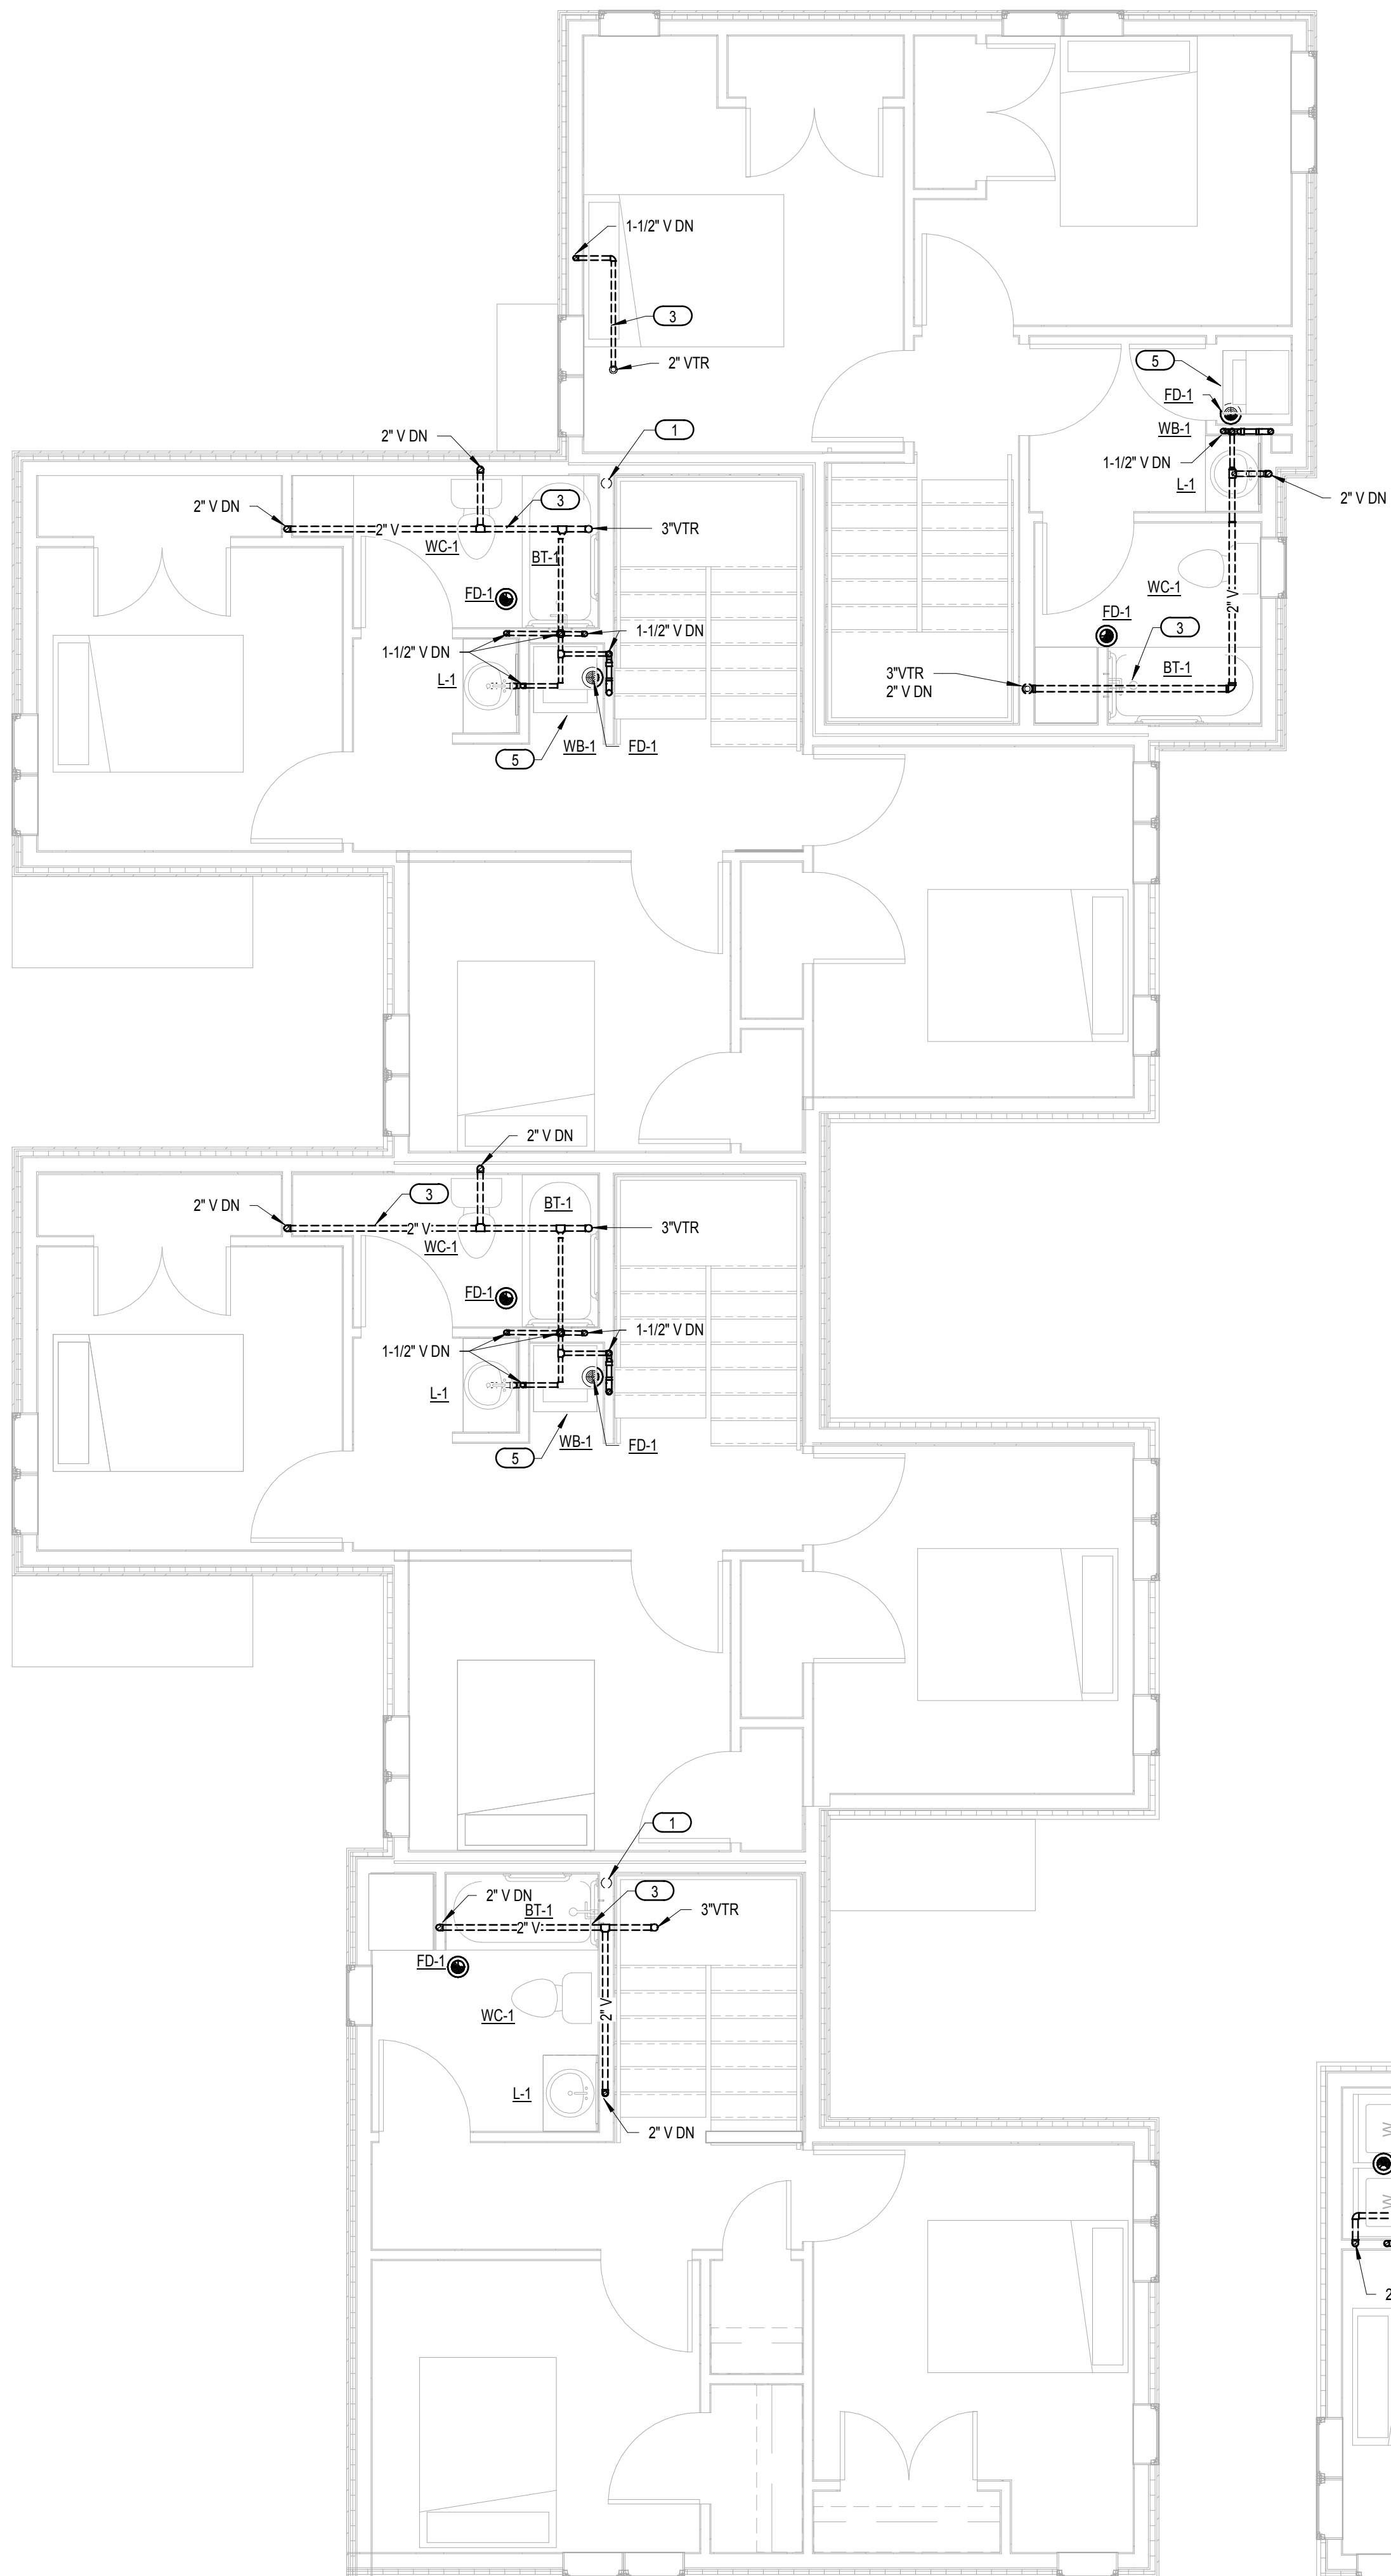 1-1/2" V DN
3
2" VTR
5
FD-1
WB-1
1-1/2" V DN
L-1
2" V DN
WC-1
2" V
FD-1
3
BT-1
3"VTR
2" V DN
1
2" V DN
2" V DN
3
2" V
3"VTR
WC-1
BT-1
FD-1
1-1/2" V DN
1-1/2" V DN
L-1
WB-1
FD-1
5
2" V DN
3
BT-1
2" V DN
2" V
3"VTR
WC-1
FD-1
1-1/2" V DN
1-1/2" V DN
L-1
WB-1
FD-1
5
1
3
2" V DN
BT-1
3"VTR
2" V
FD-1
WC-1
2" V
L-1
2" V DN
W
W
2